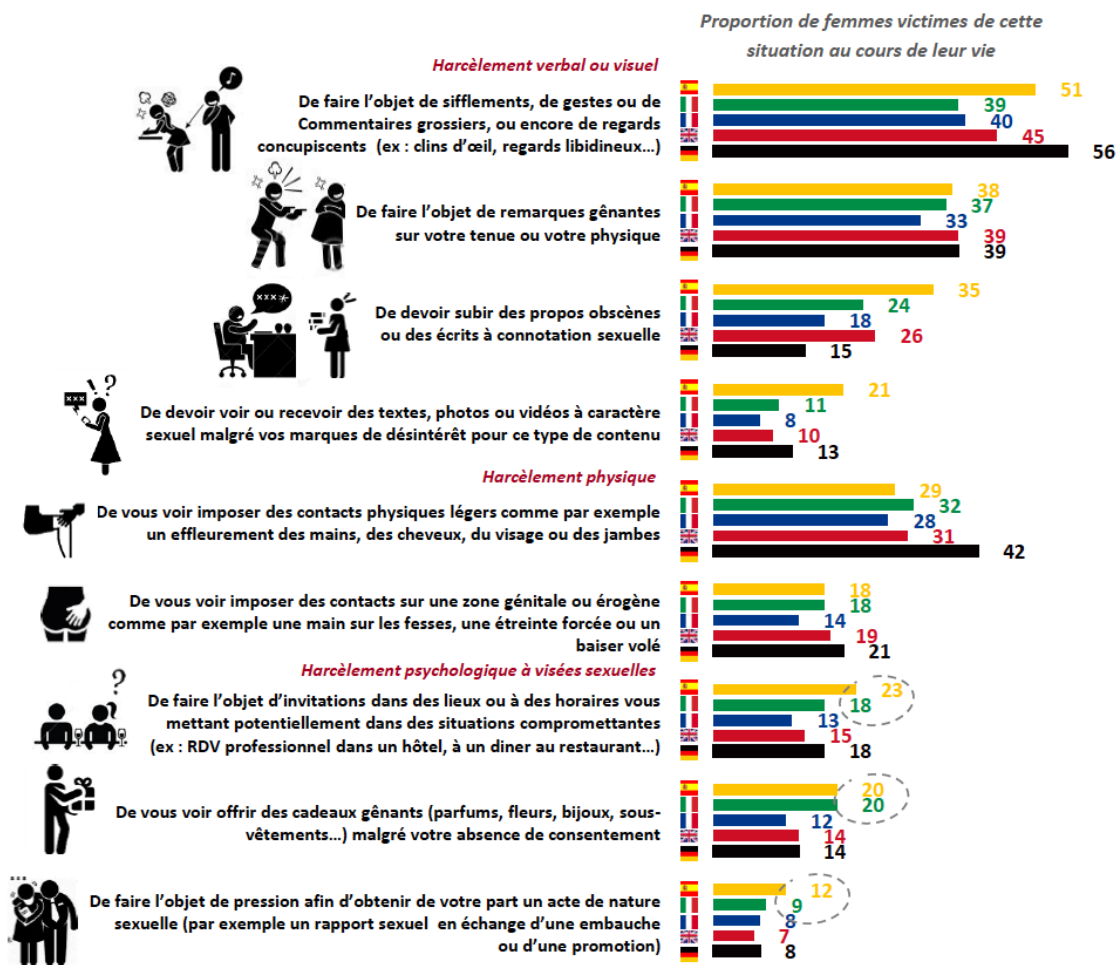 Proportion de femmes victimes de cette
situation au cours de leur vie
Harcèlement verbal ou visuel
De faire l’objet de sifflements, de gestes ou de
Commentaires grossiers, ou encore de regards
concupiscents (ex : clins d’œil, regards libidineux…)
51
39
40
45
56
De faire l’objet de remarques gênantes
sur votre tenue ou votre physique
38
37
33
39
39
xxx
De devoir subir des propos obscènes
ou des écrits à connotation sexuelle
35
24
18
26
15
! ?
xxx
De devoir voir ou recevoir des textes, photos ou vidéos à caractère
sexuel malgré vos marques de désintérêt pour ce type de contenu
21
11
8
10
13
Harcèlement physique
De vous voir imposer des contacts physiques légers comme par exemple
un effleurement des mains, des cheveux, du visage ou des jambes
29
32
28
31
42
De vous voir imposer des contacts sur une zone génitale ou érogène
comme par exemple une main sur les fesses, une étreinte forcée ou un
baiser volé
18
18
14
19
21
Harcèlement psychologique à visées sexuelles
?
?
De faire l’objet d’invitations dans des lieux ou à des horaires vous
mettant potentiellement dans des situations compromettantes
(ex : RDV professionnel dans un hôtel, à un diner au restaurant…)
23
18
13
15
18
De vous voir offrir des cadeaux gênants (parfums, fleurs, bijoux, sous-
vêtements…) malgré votre absence de consentement
20
20
12
14
14
De faire l’objet de pression afin d’obtenir de votre part un acte de nature
sexuelle (par exemple un rapport sexuel en échange d’une embauche
ou d’une promotion)
12
9
8
7
8